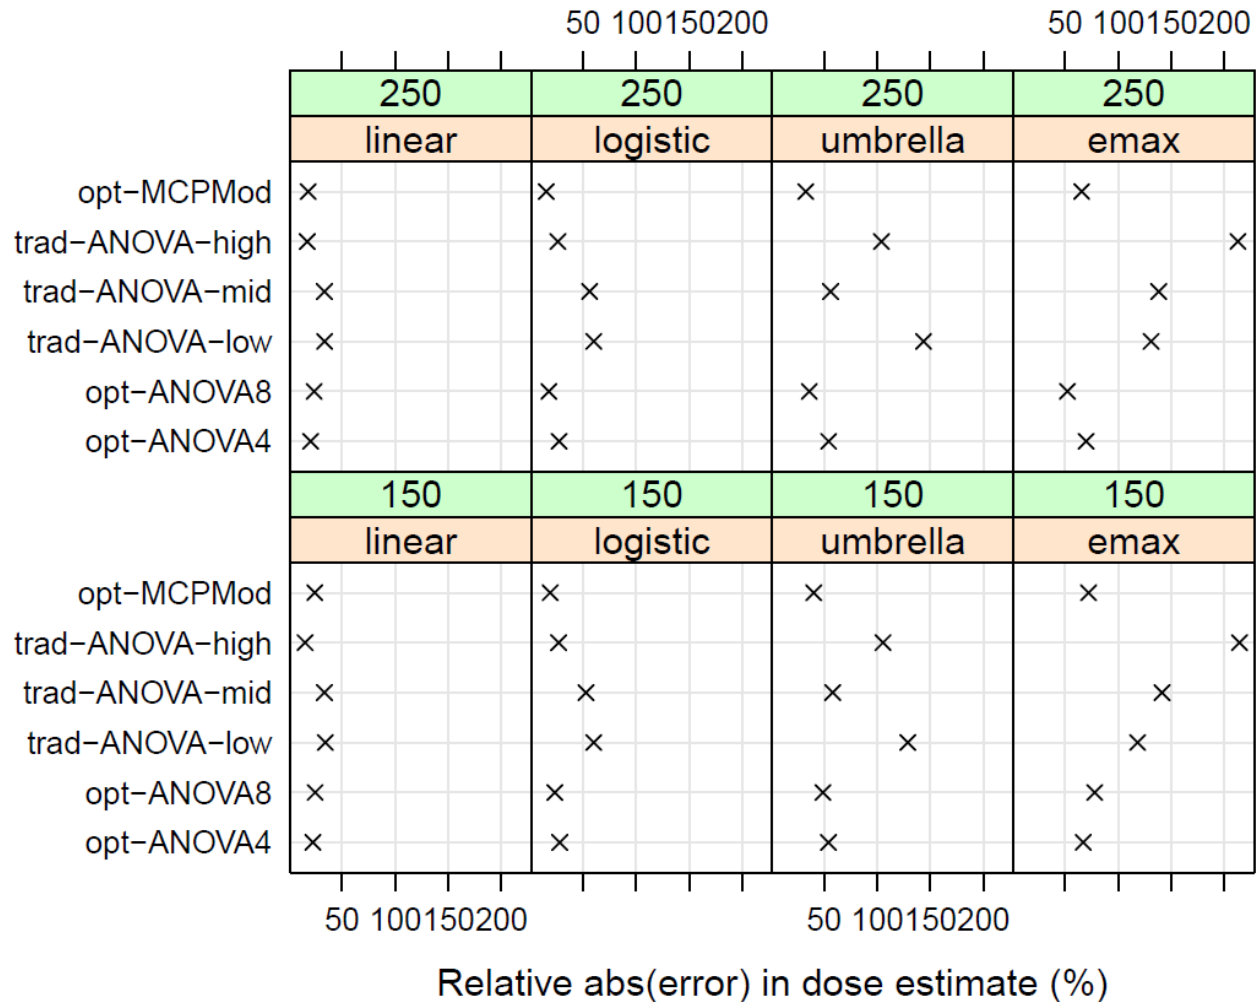 50 100150200 50 100150200
250 250 250 250
linear logistic umbrella emax
opt−MCPMod
trad−ANOVA−high
trad−ANOVA−mid
trad−ANOVA−low
opt−ANOVA8
opt−ANOVA4
150 150 150 150
linear logistic umbrella emax
opt−MCPMod
trad−ANOVA−high
trad−ANOVA−mid
trad−ANOVA−low
opt−ANOVA8
opt−ANOVA4
50 100150200 50 100150200
Relative abs(error) in dose estimate (%)